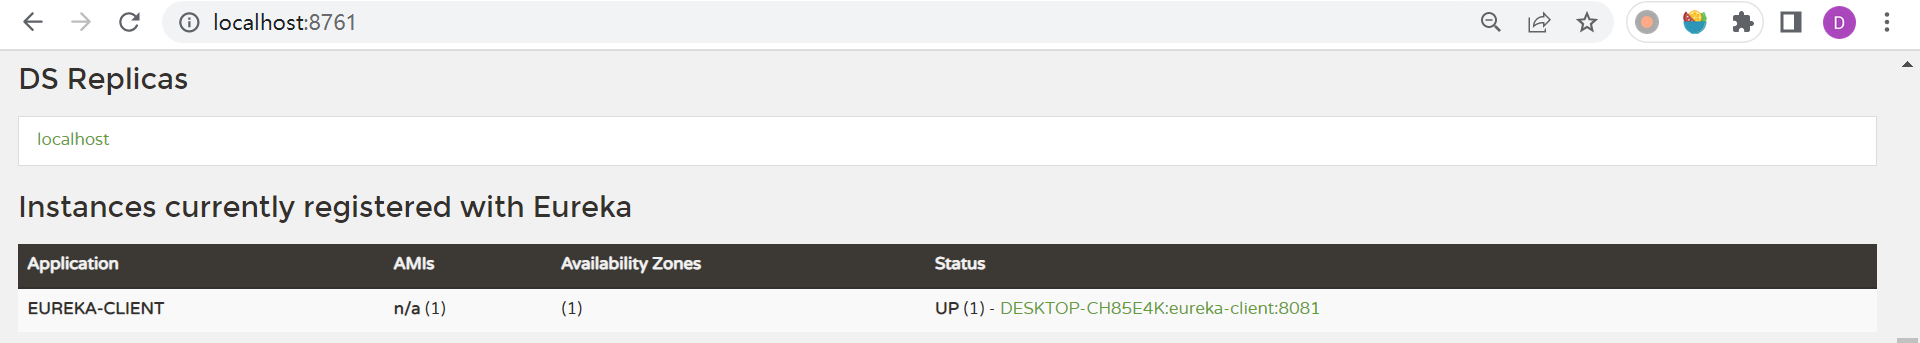 localhost:8761
D
DS Replicas
localhost
Instances currently registered with Eureka
Application AMIs Availability Zones Status
EUREKA-CLIENT n/a (1) (1) UP (1) - DESKTOP-CH85E4K:eureka-client:8081